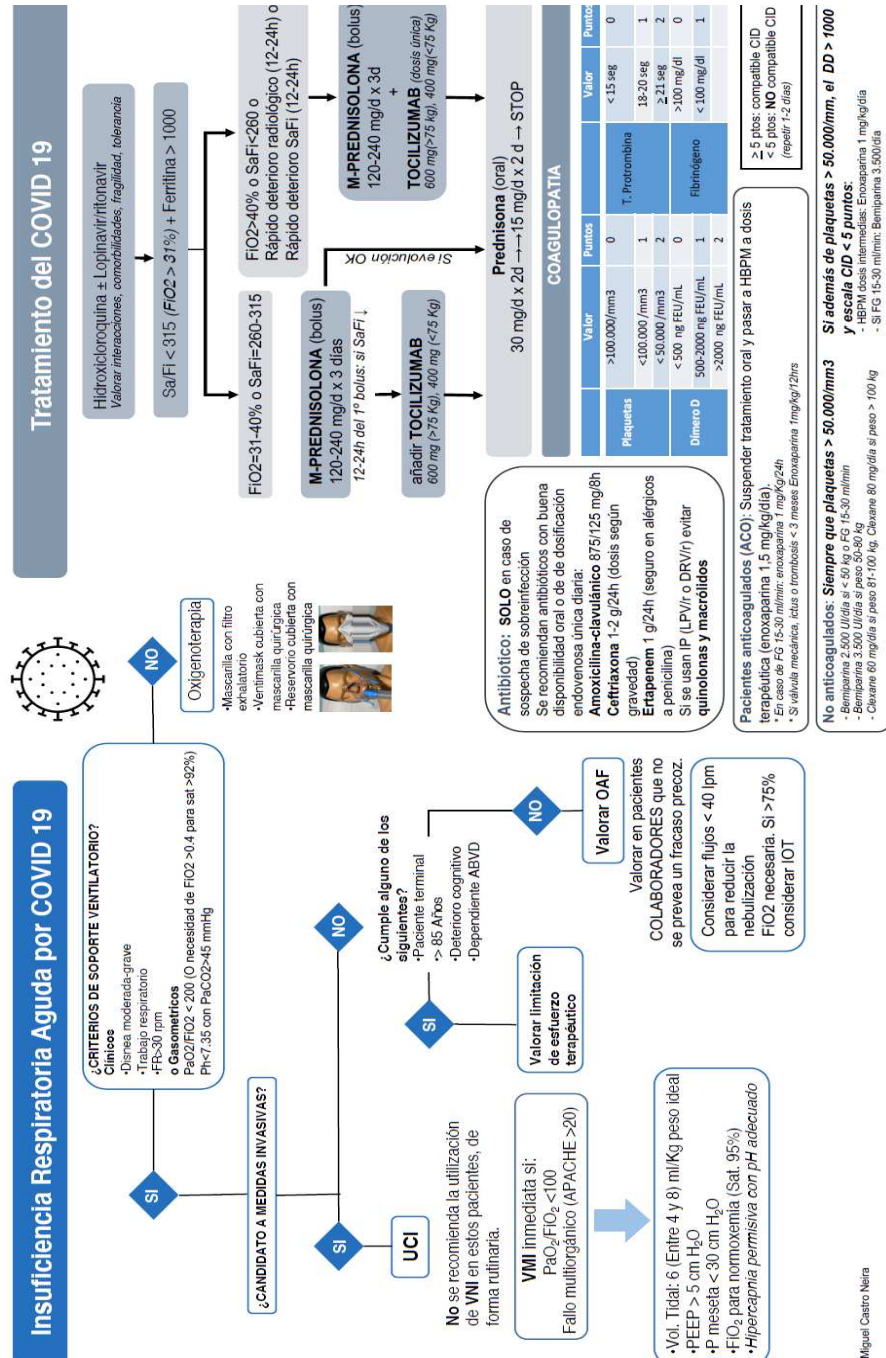 Insuficiencia Respiratoria Aguda por COVID 19
¿CRITERIOS DE SOPORTE VENTILATORIO?
Clínicos
•Disnea moderada-grave
•Trabajo respiratorio
•FR>30 rpm
o Gasometricos
PaO2/FiO2 < 200 (O necesidad de FiO2 >0.4 para sat >92%)
Ph<7.35 con PaCO2>45 mmHg
SI
NO
Oxigenoterapia
•Mascarilla con filtro
exhalatorio
•Ventimask cubierta con
mascarilla quirúrgica
•Reservorio cubierta con
mascarilla quirúrgica
¿CANDIDATO A MEDIDAS INVASIVAS?
SI
NO
UCI
No se recomienda la utilización
de VNI en estos pacientes, de
forma rutinaria.
VMI inmediata si:
PaO2/FiO2 <100
Fallo multiorgánico (APACHE >20)
•Vol. Tidal: 6 (Entre 4 y 8) ml/Kg peso ideal
•PEEP > 5 cm H2O
•P meseta < 30 cm H2O
•FiO2 para normoxemia (Sat. 95%)
•Hipercapnia permisiva con pH adecuado
¿Cumple alguno de los
siguientes?
•Paciente terminal
•> 85 Años
•Deterioro cognitivo
•Dependiente ABVD
SI
NO
Valorar limitación
de esfuerzo
terapéutico
Valorar OAF
Valorar en pacientes
COLABORADORES que no
se prevea un fracaso precoz.
Considerar flujos < 40 lpm
para reducir la
nebulización
FiO2 necesaria. Si >75%
considerar IOT
Miguel Castro Neira
Tratamiento del COVID 19
Hidroxicloroquina ± Lopinavir/ritonavir
Valorar interacciones, comorbilidades, fragilidad, tolerancia
Sa/Fi < 315 (FiO2 > 31%) + Ferritina > 1000
FiO2=31-40% o SaFi=260-315
FiO2>40% o SaFi<260 o
Rápido deterioro radiológico (12-24h) o
Rápido deterioro SaFi (12-24h)
M-PREDNISOLONA (bolus)
120-240 mg/d x 3 días
12-24h del 1º bolus: si SaFi ↓
añadir TOCILIZUMAB
600 mg (>75 Kg), 400 mg (<75 Kg)
Si evolución OK
M-PREDNISOLONA (bolus)
120-240 mg/d x 3d
+
TOCILIZUMAB (dosis única)
600 mg(>75 kg), 400 mg(<75 Kg)
Prednisona (oral)
30 mg/d x 2d →→15 mg/d x 2 d → STOP
Antibiotico: SOLO en caso de
sospecha de sobreinfección
Se recomiendan antibióticos con buena
disponibilidad oral o de de dosificación
endovenosa única diaria:
Amoxicilina-clavulánico 875/125 mg/8h
Ceftriaxona 1-2 g/24h (dosis según
gravedad)
Ertapenem 1 g/24h (seguro en alérgicos
a penicilina)
Si se usan IP (LPV/r o DRV/r) evitar
quinolonas y macrólidos
COAGULOPATIA
Valor Puntos Valor Puntos
Plaquetas >100.000/mm3 0 T. Protrombina < 15 seg 0
<100.000 /mm3 1 18-20 seg 1
< 50.000 /mm3 2 ≥ 21 seg 2
Dímero D < 500 ng FEU/mL 0 Fibrinógeno >100 mg/dl 0
500-2000 ng FEU/mL 1 < 100 mg/dl 1
>2000 ng FEU/mL 2
Pacientes anticoagulados (ACO): Suspender tratamiento oral y pasar a HBPM a dosis
terapéutica (enoxaparina 1,5 mg/kg/día).
* En caso de FG 15-30 ml/min: enoxaparina 1 mg/Kg/24h
* Si válvula mecánica, ictus o trombosis < 3 meses Enoxaparina 1mg/kg/12hrs
≥ 5 ptos: compatible CID
< 5 ptos: NO compatible CID
(repetir 1-2 días)
No anticoagulados: Siempre que plaquetas > 50.000/mm3
- Bemiparina 2.500 UI/día si < 50 kg o FG 15-30 ml/min
- Bemiparina 3.500 UI/día si peso 50-80 kg
- Clexane 60 mg/día si peso 81-100 kg, Clexane 80 mg/día si peso > 100 kg
Si además de plaquetas > 50.000/mm, el DD > 1000
y escala CID < 5 puntos:
- HBPM dosis intermedias: Enoxaparina 1 mg/kg/día
- Si FG 15-30 ml/min: Bemiparina 3.500/día